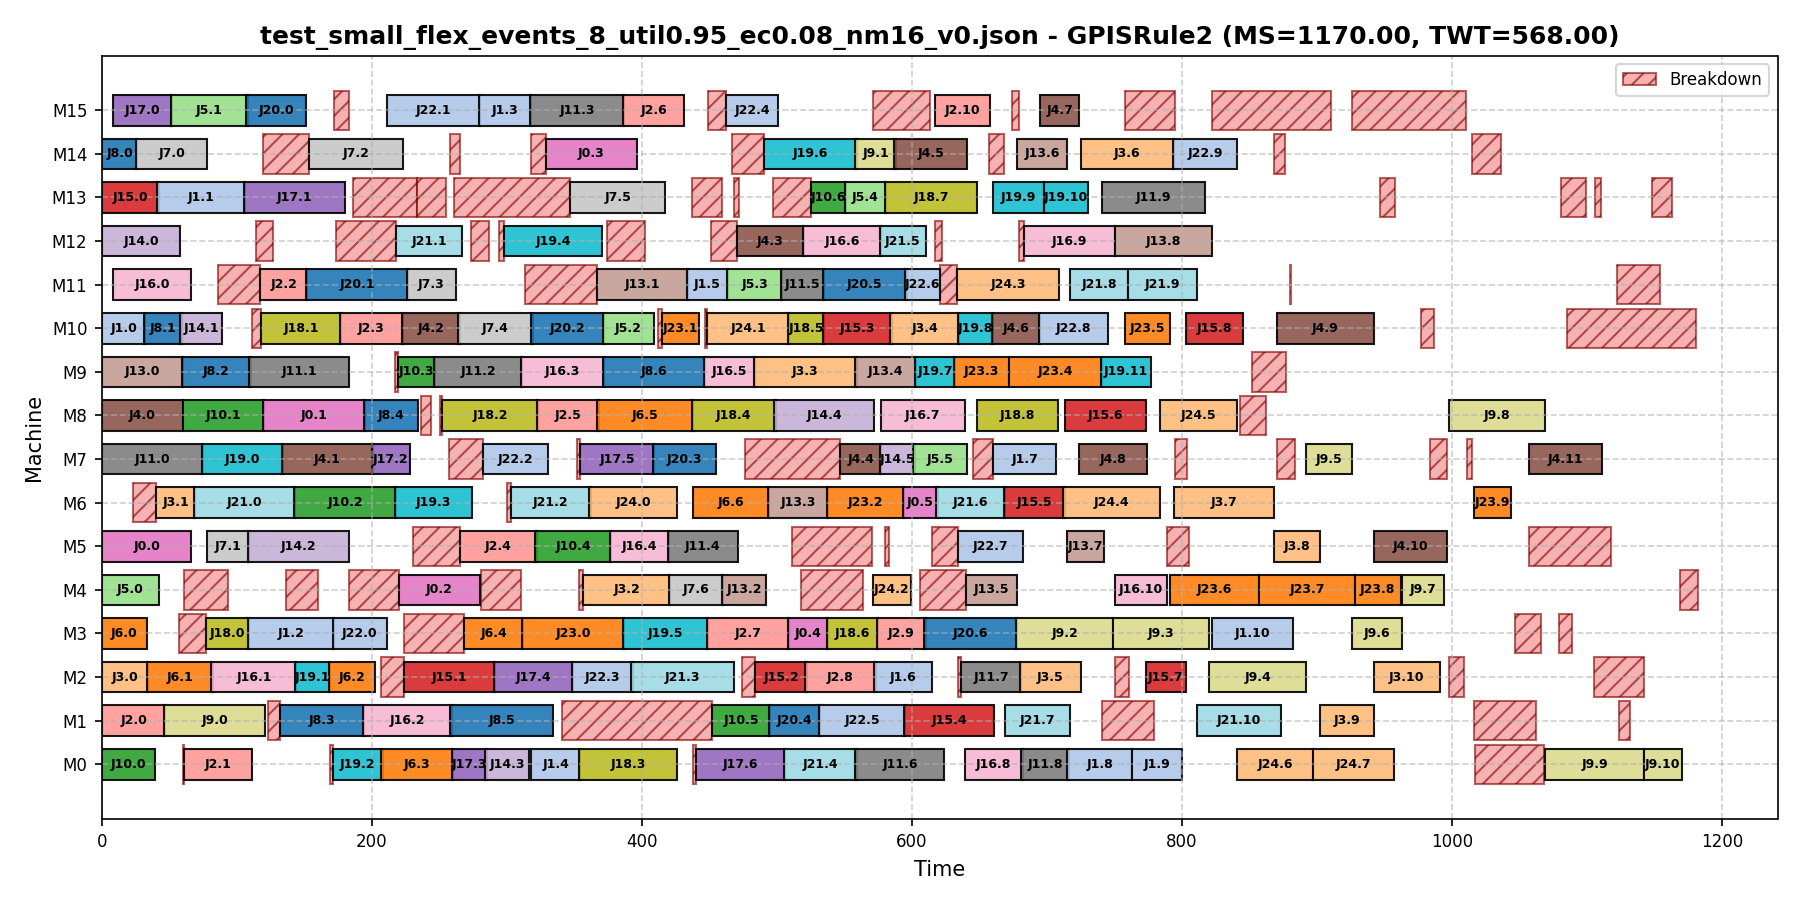 test_small_flex_events_8_util0.95_ec0.08_nm16_v0.json - GPISRule2 (MS=1170.00, TWT=568.00)
Breakdown
M15 J17.0 J5.1 J20.0 J22.1 J1.3 J11.3 J2.6 J22.4 J2.10 J4.7
M14 J8.0 J7.0 J7.2 J0.3 J19.6 J9.1 J4.5 J13.6 J3.6 J22.9
M13 J15.0 J1.1 J17.1 J7.5 J10.6 J5.4 J18.7 J19.9 J19.10 J11.9
M12 J14.0 J21.1 J19.4 J4.3 J16.6 J21.5 J16.9 J13.8
M11 J16.0 J2.2 J20.1 J7.3 J13.1 J1.5 J5.3 J11.5 J20.5 J22.6 J24.3 J21.8 J21.9
M10 J1.0 J8.1 J14.1 J18.1 J2.3 J4.2 J7.4 J20.2 J5.2 J23.1 J24.1 J18.5 J15.3 J3.4 J19.8 J4.6 J22.8 J23.5 J15.8 J4.9
M9 J13.0 J8.2 J11.1 J10.3 J11.2 J16.3 J8.6 J16.5 J3.3 J13.4 J19.7 J23.3 J23.4 J19.11
M8 J4.0 J10.1 J0.1 J8.4 J18.2 J2.5 J6.5 J18.4 J14.4 J16.7 J18.8 J15.6 J24.5 J9.8
M7 J11.0 J19.0 J4.1 J17.2 J22.2 J17.5 J20.3 J4.4 J14.5 J5.5 J1.7 J4.8 J9.5 J4.11
M6 J3.1 J21.0 J10.2 J19.3 J21.2 J24.0 J6.6 J13.3 J23.2 J0.5 J21.6 J15.5 J24.4 J3.7 J23.9
M5 J0.0 J7.1 J14.2 J2.4 J10.4 J16.4 J11.4 J22.7 J13.7 J3.8 J4.10
M4 J5.0 J0.2 J3.2 J7.6 J13.2 J24.2 J13.5 J16.10 J23.6 J23.7 J23.8 J9.7
M3 J6.0 J18.0 J1.2 J22.0 J6.4 J23.0 J19.5 J2.7 J0.4 J18.6 J2.9 J20.6 J9.2 J9.3 J1.10 J9.6
M2 J3.0 J6.1 J16.1 J19.1 J6.2 J15.1 J17.4 J22.3 J21.3 J15.2 J2.8 J1.6 J11.7 J3.5 J15.7 J9.4 J3.10
M1 J2.0 J9.0 J8.3 J16.2 J8.5 J10.5 J20.4 J22.5 J15.4 J21.7 J21.10 J3.9
M0 J10.0 J2.1 J19.2 J6.3 J17.3 J14.3 J1.4 J18.3 J17.6 J21.4 J11.6 J16.8 J11.8 J1.8 J1.9 J24.6 J24.7 J9.9 J9.10
Machine
0 200 400 600 800 1000 1200
Time